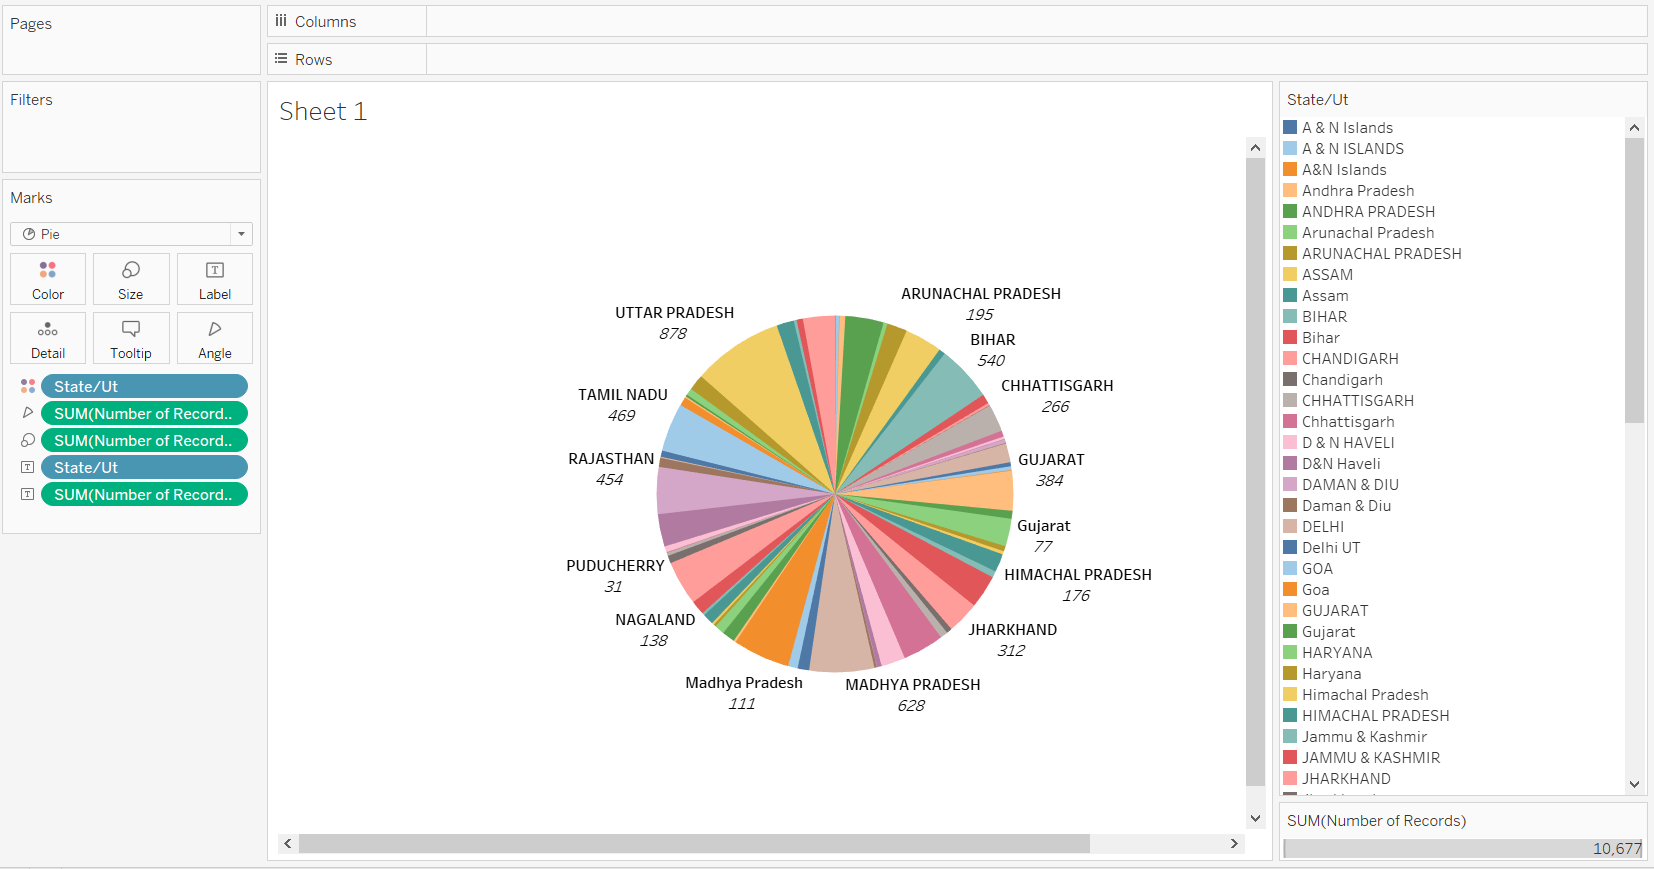 Pages
Columns
Rows
Filters
Marks
Pie
Color
Size
Label
Detail
Tooltip
Angle
State/Ut
SUM(Number of Record..
SUM(Number of Record..
State/Ut
SUM(Number of Record..
Sheet 1
ARUNACHAL PRADESH
195
BIHAR
540
CHHATTISGARH
266
GUJARAT
384
Gujarat
77
HIMACHAL PRADESH
176
JHARKHAND
312
MADHYA PRADESH
628
Madhya Pradesh
111
NAGALAND
138
PUDUCHERRY
31
RAJASTHAN
454
TAMIL NADU
469
UTTAR PRADESH
878
State/Ut
A & N Islands
A & N ISLANDS
A&N Islands
Andhra Pradesh
ANDHRA PRADESH
Arunachal Pradesh
ARUNACHAL PRADESH
ASSAM
Assam
BIHAR
Bihar
CHANDIGARH
Chandigarh
CHHATTISGARH
Chhattisgarh
D & N HAVELI
D&N Haveli
DAMAN & DIU
Daman & Diu
DELHI
Delhi UT
GOA
Goa
GUJARAT
Gujarat
HARYANA
Haryana
Himachal Pradesh
HIMACHAL PRADESH
Jammu & Kashmir
JAMMU & KASHMIR
JHARKHAND
SUM(Number of Records)
10,677